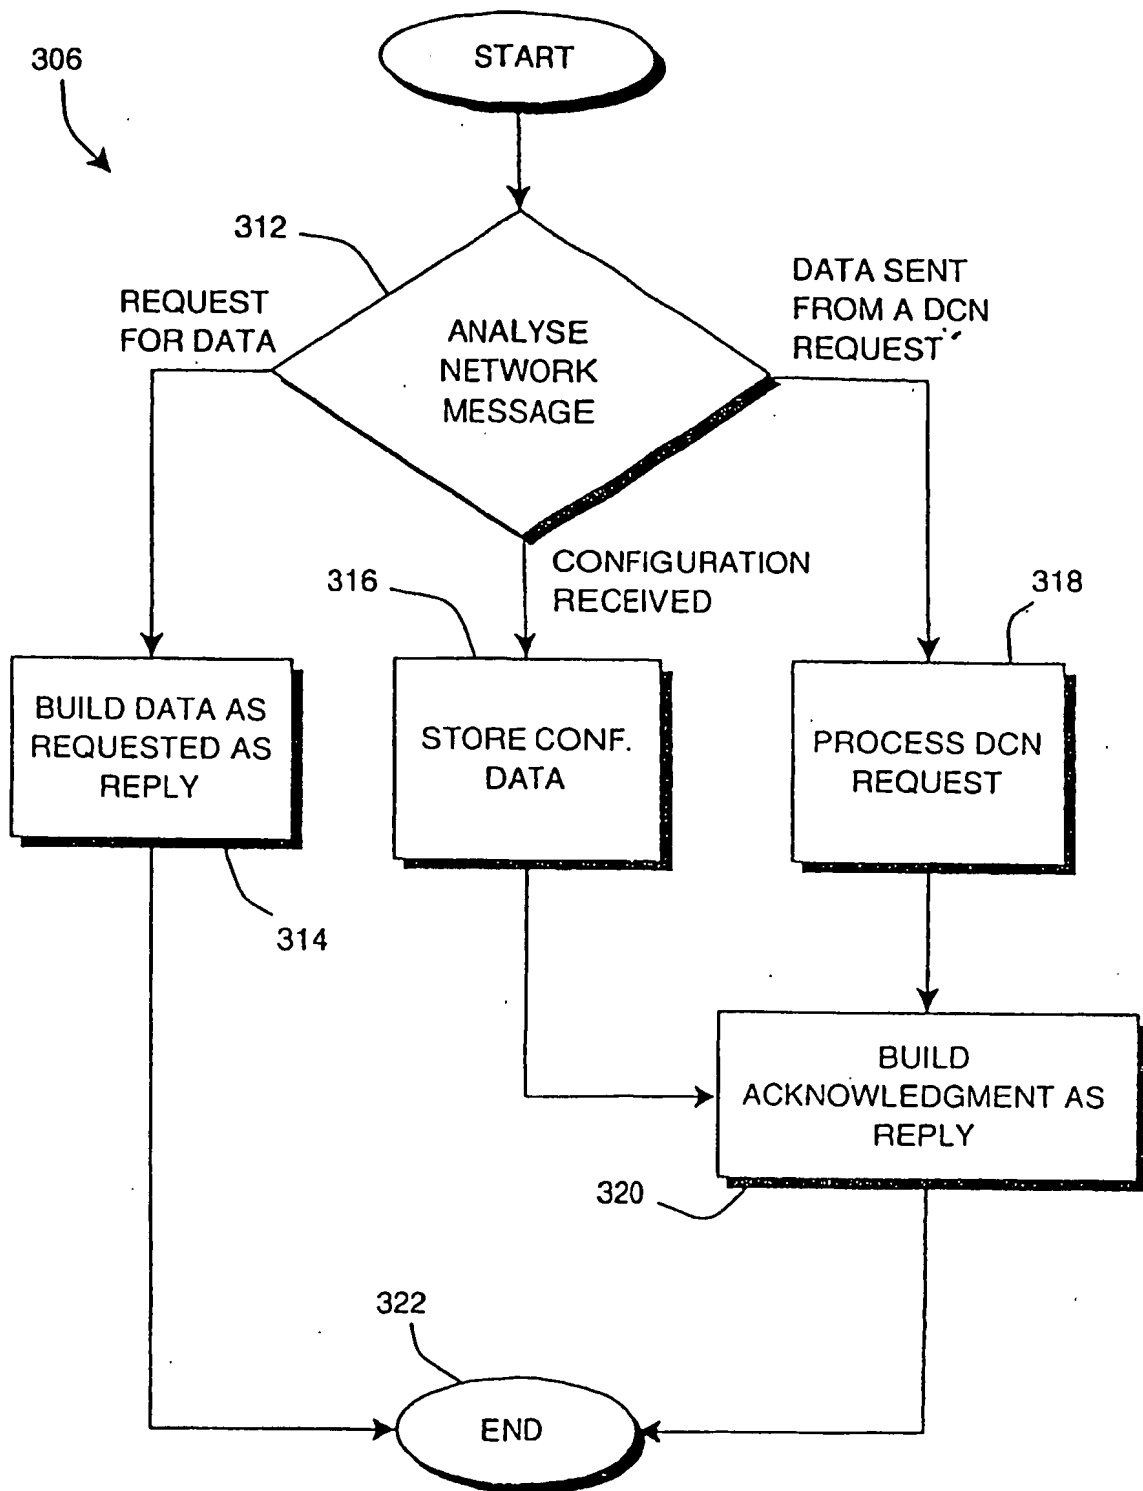 START
306
312
REQUEST
FOR DATA
ANALYSE
NETWORK
MESSAGE
DATA SENT
FROM A DCN
REQUEST
CONFIGURATION
RECEIVED
316
318
BUILD DATA AS
REQUESTED AS
REPLY
STORE CONF.
DATA
PROCESS DCN
REQUEST
314
BUILD
ACKNOWLEDGMENT AS
REPLY
320
322
END